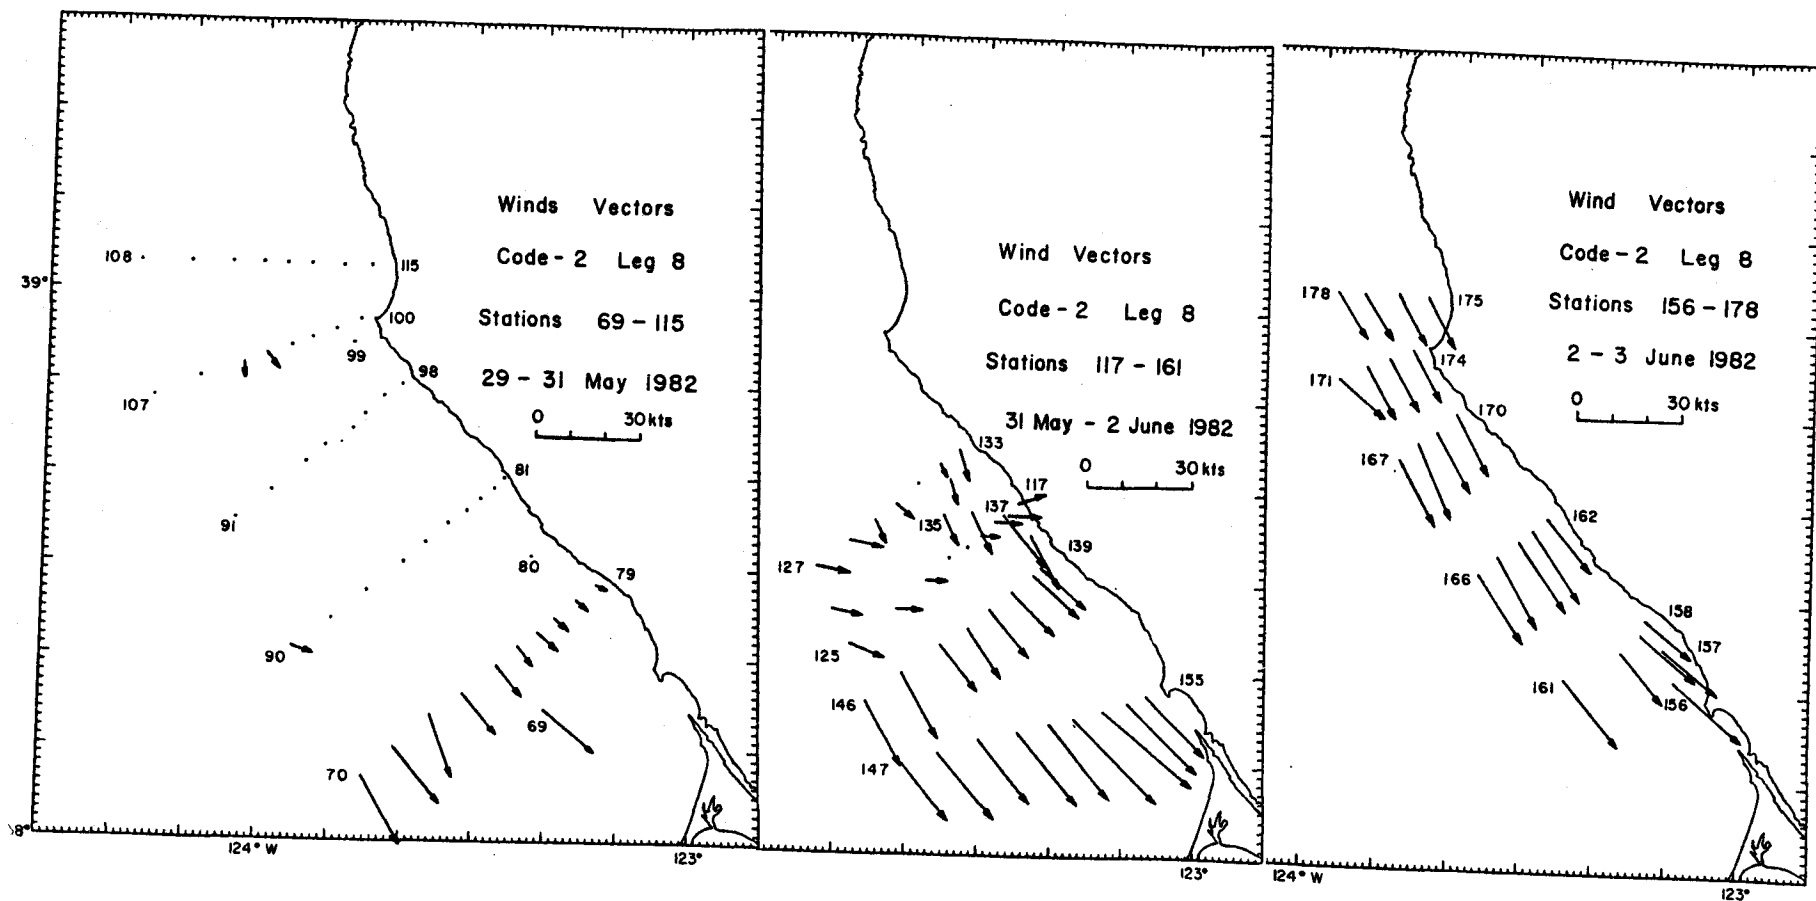 Winds Vectors
Code-2 Leg 8
Stations 69-115
29-31 May 1982
0 30 kts
108
115
39°
100
99
98
107
81
91
80
79
90
69
70
8°
124° W
123°
Wind Vectors
Code-2 Leg 8
Stations 117-161
31 May - 2 June 1982
0 30 kts
133
117
137
135
139
127
125
155
146
147
123°
Wind Vectors
Code-2 Leg 8
Stations 156-178
2-3 June 1982
0 30 kts
178
175
174
171
170
167
162
166
158
157
161
156
124° W
123°